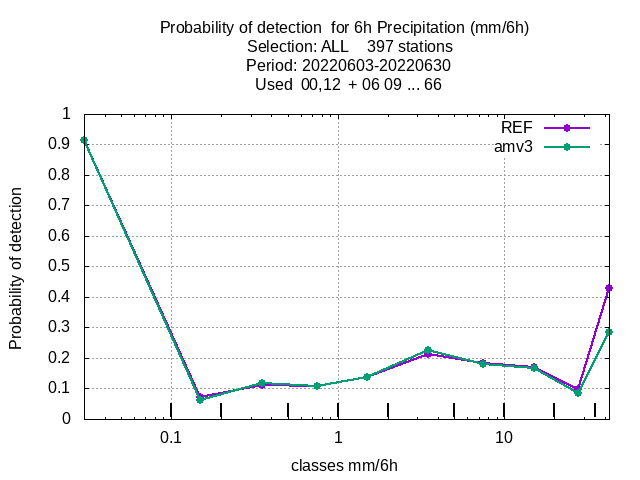 Probability of detection  for 6h Precipitation (mm/6h)
Selection: ALL    397 stations
Period: 20220603-20220630
Used  00,12  + 06 09 ... 66
REF
amv3
1
0.9
0.8
0.7
0.6
0.5
0.4
0.3
0.2
0.1
0
Probability of detection
0.1
1
10
classes mm/6h